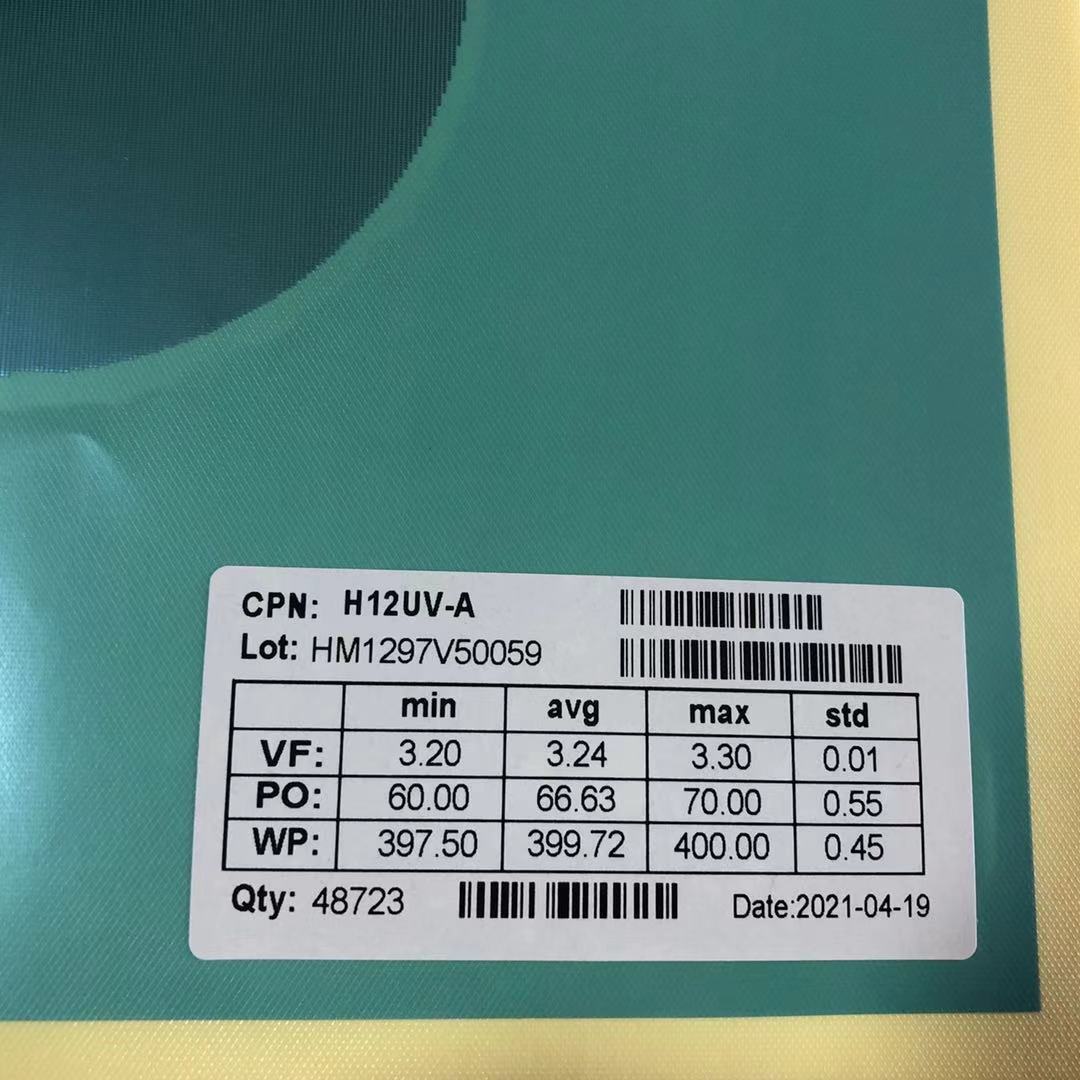 CPN: H12UV-A
Lot: HM1297V50059
min avg max std
VF: 3.20 3.24 3.30 0.01
PO: 60.00 66.63 70.00 0.55
WP: 397.50 399.72 400.00 0.45
Qty: 48723 Date:2021-04-19